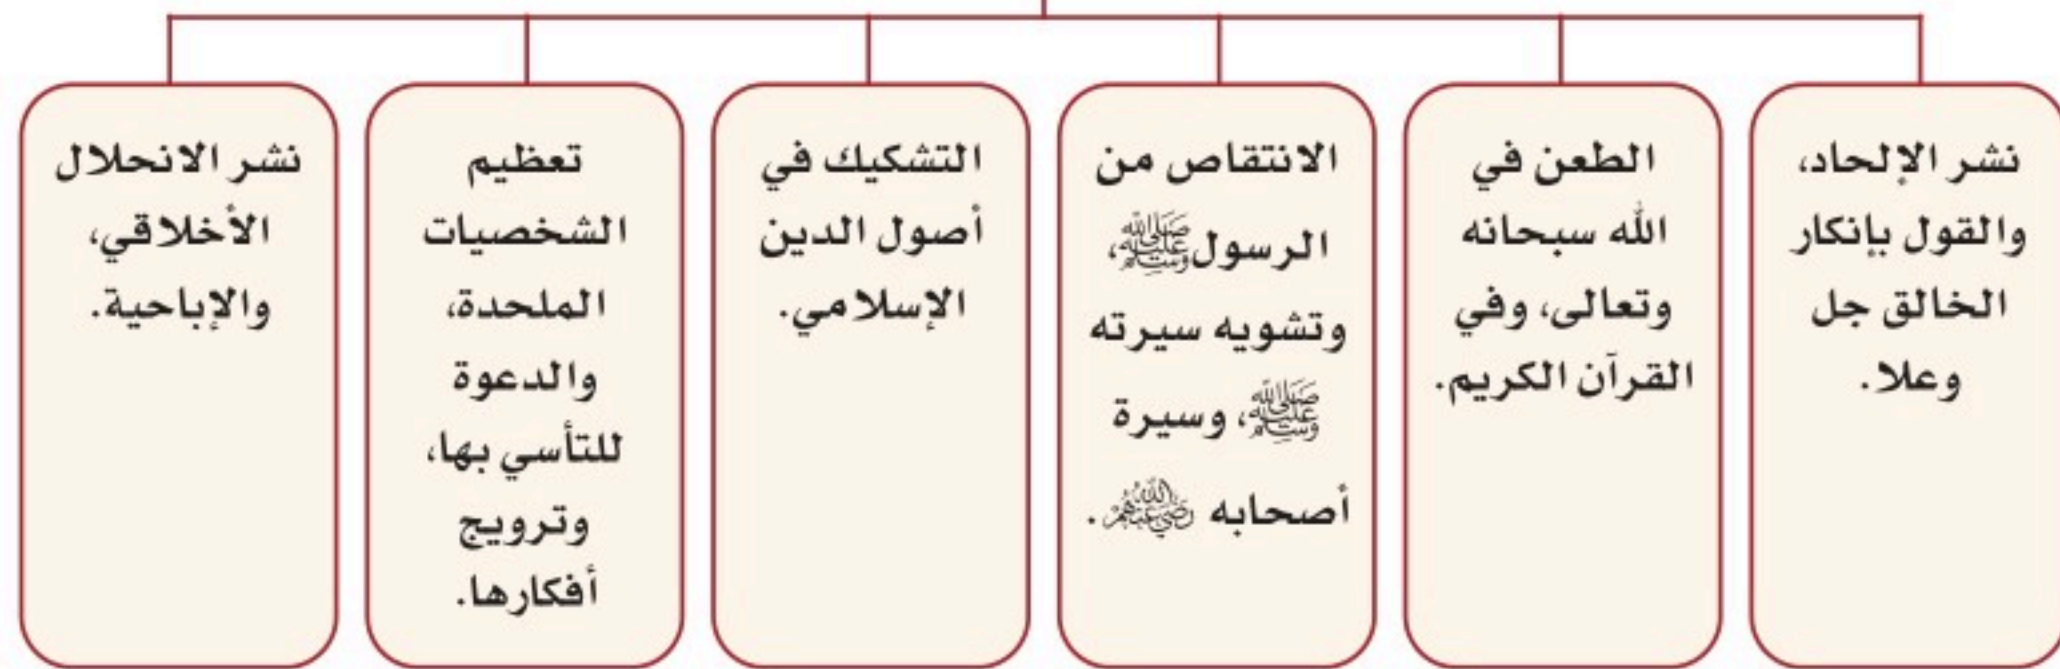 نشر الإلحاد،
والقول بإنكار
الخالق جل
وعلا.
الطعن في
الله سبحانه
وتعالى، وفي
القرآن الكريم.
الانتقاص من
الرسول ﷺ،
وتشويه سيرته
ﷺ، وسيرة
أصحابه رضي الله عنهم.
التشكيك في
أصول الدين
الإسلامي.
تعظيم
الشخصيات
الملحدة،
والدعوة
للتأسي بها،
وترويج
أفكارها.
نشر الانحلال
الأخلاقي،
والإباحية.